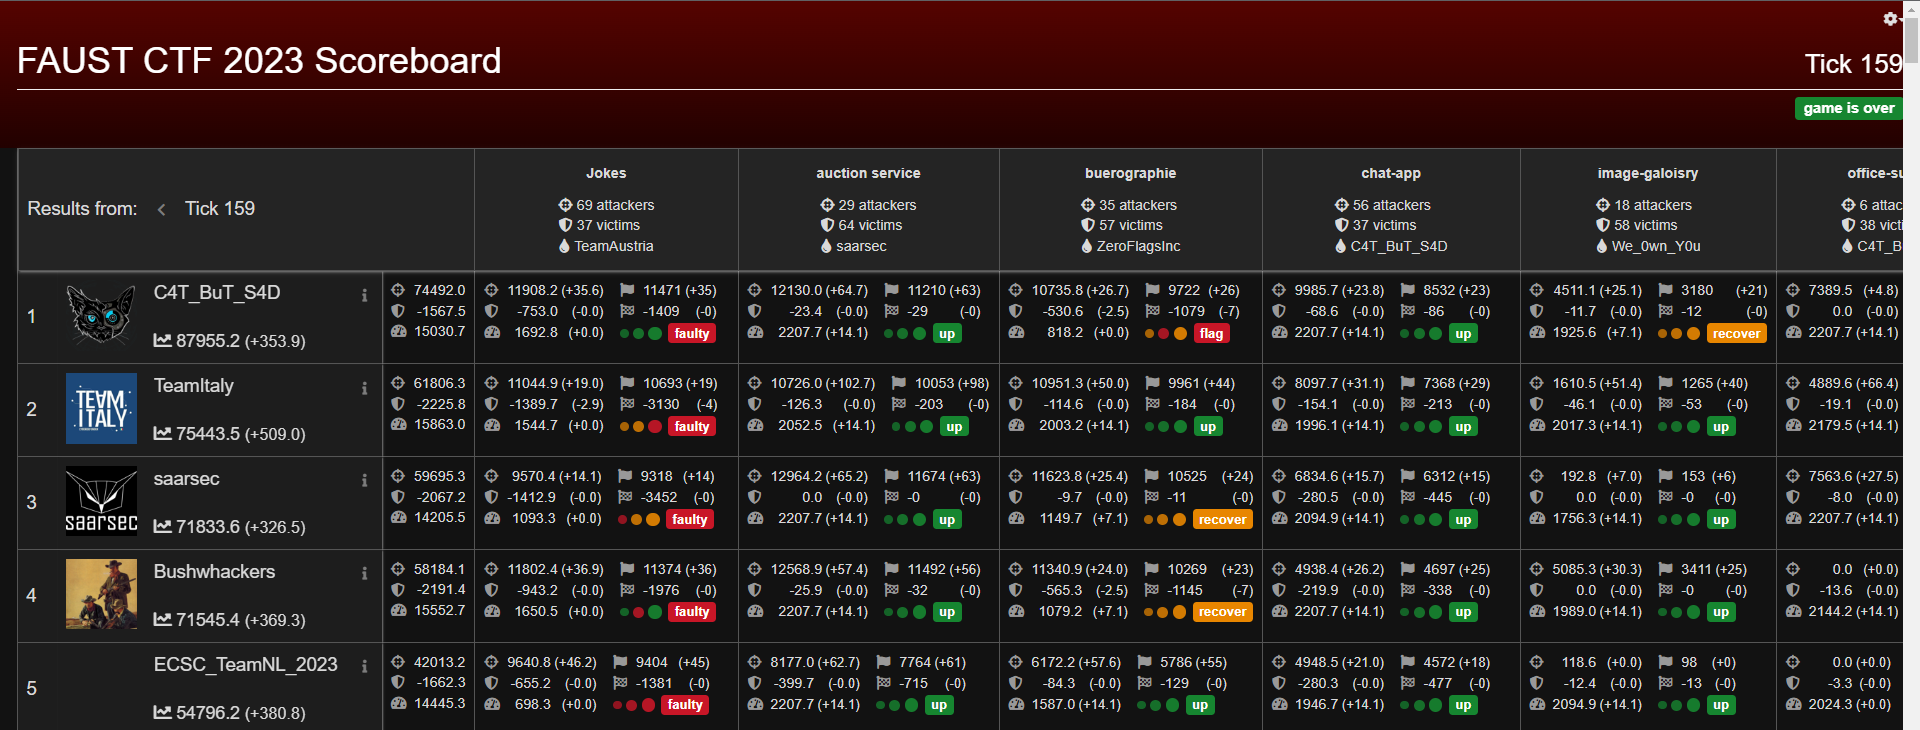 FAUST CTF 2023 Scoreboard
Tick 159
game is over
Results from: Tick 159
Jokes
69 attackers
37 victims
TeamAustria
auction service
29 attackers
64 victims
saarsec
buerographie
35 attackers
57 victims
ZeroFlagsInc
chat-app
56 attackers
37 victims
C4T_BuT_S4D
image-galoisry
18 attackers
58 victims
We_0wn_Y0u
office-su
6 attac
38 victi
C4T_B
1
C4T_BuT_S4D
87955.2 (+353.9)
74492.0
-1567.5
15030.7
11908.2 (+35.6) 11471 (+35)
-753.0 (-0.0) -1409 (-0)
1692.8 (+0.0) faulty
12130.0 (+64.7) 11210 (+63)
-23.4 (-0.0) -29 (-0)
2207.7 (+14.1) up
10735.8 (+26.7) 9722 (+26)
-530.6 (-2.5) -1079 (-7)
818.2 (+0.0) flag
9985.7 (+23.8) 8532 (+23)
-68.6 (-0.0) -86 (-0)
2207.7 (+14.1) up
4511.1 (+25.1) 3180 (+21)
-11.7 (-0.0) -12 (-0)
1925.6 (+7.1) recover
7389.5 (+4.8)
0.0 (-0.0)
2207.7 (+14.1)
2
TEAM
ITALY
TeamItaly
75443.5 (+509.0)
61806.3
-2225.8
15863.0
11044.9 (+19.0) 10693 (+19)
-1389.7 (-2.9) -3130 (-4)
1544.7 (+0.0) faulty
10726.0 (+102.7) 10053 (+98)
-126.3 (-0.0) -203 (-0)
2052.5 (+14.1) up
10951.3 (+50.0) 9961 (+44)
-114.6 (-0.0) -184 (-0)
2003.2 (+14.1) up
8097.7 (+31.1) 7368 (+29)
-154.1 (-0.0) -213 (-0)
1996.1 (+14.1) up
1610.5 (+51.4) 1265 (+40)
-46.1 (-0.0) -53 (-0)
2017.3 (+14.1) up
4889.6 (+66.4)
-19.1 (-0.0)
2179.5 (+14.1)
3
saarsec
saarsec
71833.6 (+326.5)
59695.3
-2067.2
14205.5
9570.4 (+14.1) 9318 (+14)
-1412.9 (-0.0) -3452 (-0)
1093.3 (+0.0) faulty
12964.2 (+65.2) 11674 (+63)
0.0 (-0.0) -0 (-0)
2207.7 (+14.1) up
11623.8 (+25.4) 10525 (+24)
-9.7 (-0.0) -11 (-0)
1149.7 (+7.1) recover
6834.6 (+15.7) 6312 (+15)
-280.5 (-0.0) -445 (-0)
2094.9 (+14.1) up
192.8 (+7.0) 153 (+6)
0.0 (-0.0) -0 (-0)
1756.3 (+14.1) up
7563.6 (+27.5)
-8.0 (-0.0)
2207.7 (+14.1)
4
Bushwhackers
71545.4 (+369.3)
58184.1
-2191.4
15552.7
11802.4 (+36.9) 11374 (+36)
-943.2 (-0.0) -1976 (-0)
1650.5 (+0.0) faulty
12568.9 (+57.4) 11492 (+56)
-25.9 (-0.0) -32 (-0)
2207.7 (+14.1) up
11340.9 (+24.0) 10269 (+23)
-565.3 (-2.5) -1145 (-7)
1079.2 (+7.1) recover
4938.4 (+26.2) 4697 (+25)
-219.9 (-0.0) -338 (-0)
2207.7 (+14.1) up
5085.3 (+30.3) 3411 (+25)
0.0 (-0.0) -0 (-0)
1989.0 (+14.1) up
0.0 (+0.0)
-13.6 (-0.0)
2144.2 (+14.1)
5
ECSC_TeamNL_2023
54796.2 (+380.8)
42013.2
-1662.3
14445.3
9640.8 (+46.2) 9404 (+45)
-655.2 (-0.0) -1381 (-0)
698.3 (+0.0) faulty
8177.0 (+62.7) 7764 (+61)
-399.7 (-0.0) -715 (-0)
2207.7 (+14.1) up
6172.2 (+57.6) 5786 (+55)
-84.3 (-0.0) -129 (-0)
1587.0 (+14.1) up
4948.5 (+21.0) 4572 (+18)
-280.3 (-0.0) -477 (-0)
1946.7 (+14.1) up
118.6 (+0.0) 98 (+0)
-12.4 (-0.0) -13 (-0)
2094.9 (+14.1) up
0.0 (+0.0)
-3.3 (-0.0)
2024.3 (+0.0)